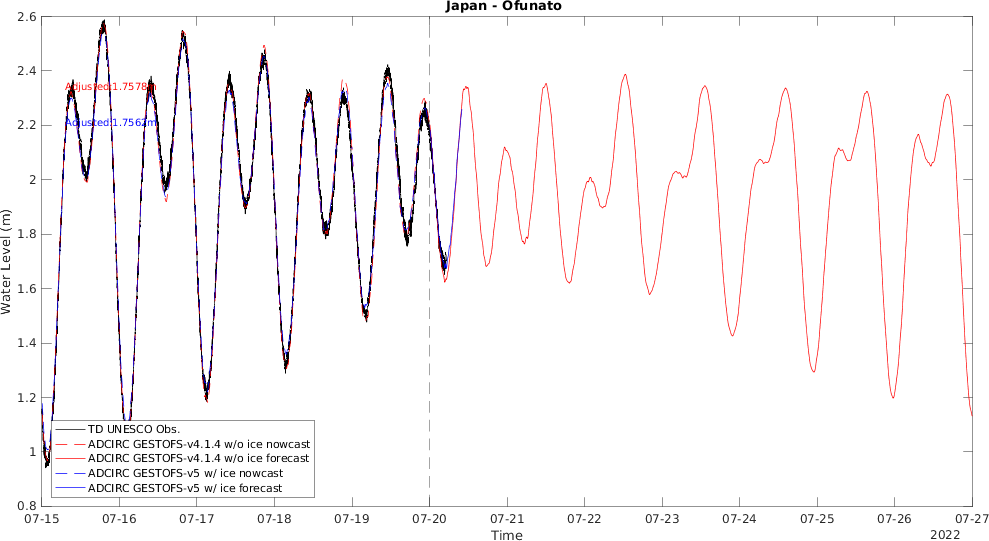 Japan - Ofunato
2.6
2.4
2.2
2
1.8
1.6
1.4
1.2
1
0.8
Water Level (m)
Adjusted:1.7578m
Adjusted:1.7562m
TD UNESCO Obs.
ADCIRC GESTOFS-v4.1.4 w/o ice nowcast
ADCIRC GESTOFS-v4.1.4 w/o ice forecast
ADCIRC GESTOFS-v5 w/ ice nowcast
ADCIRC GESTOFS-v5 w/ ice forecast
07-15 07-16 07-17 07-18 07-19 07-20 07-21 07-22 07-23 07-24 07-25 07-26 07-27
Time
2022